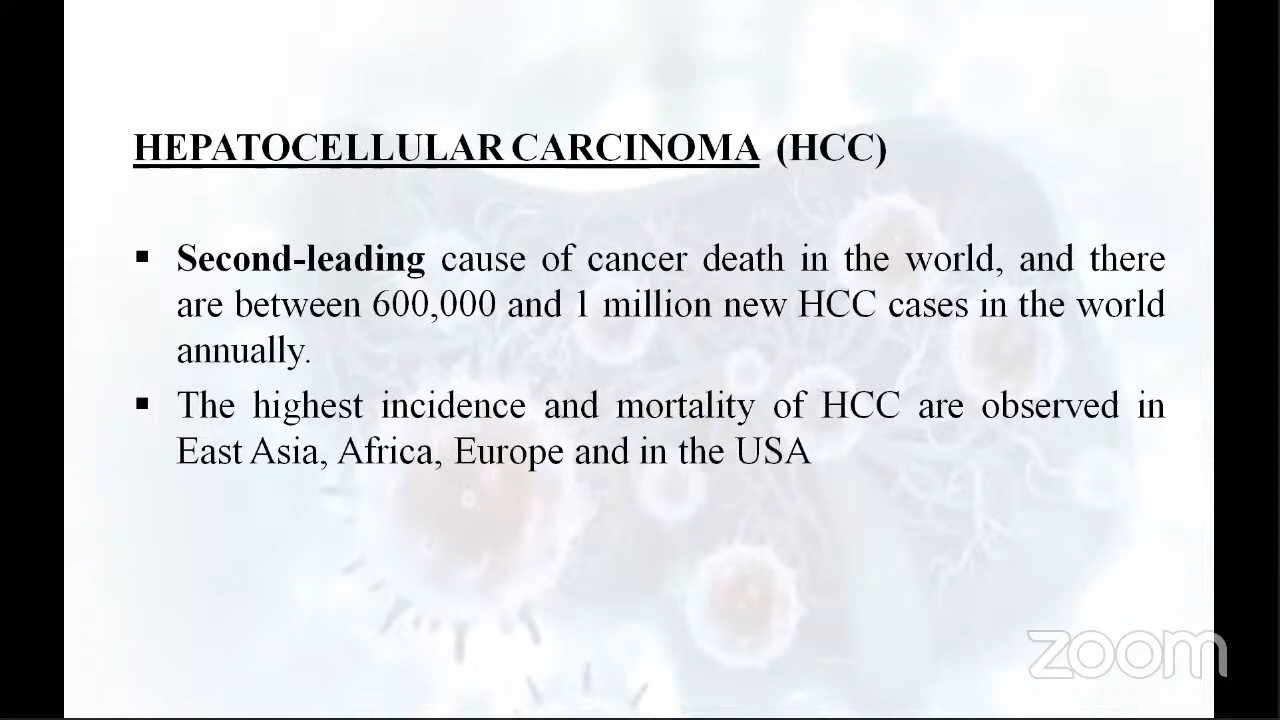 HEPATOCELLULAR CARCINOMA (HCC)
▪ Second-leading cause of cancer death in the world, and there
are between 600,000 and 1 million new HCC cases in the world
annually.
▪ The highest incidence and mortality of HCC are observed in
East Asia, Africa, Europe and in the USA
zoom